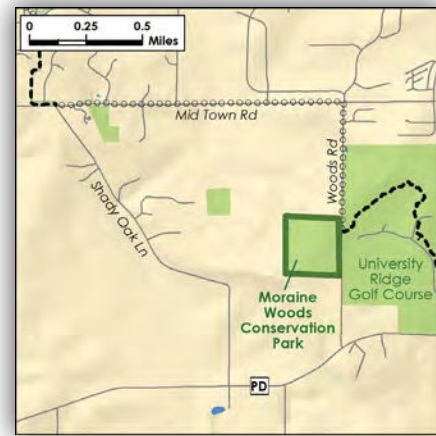 0 0.25 0.5
Miles
Rd
Mid Town Rd
Woods Rd
Shady Oak Ln
University
Ridge
Golf Course
Moraine
Woods
Conservation
Park
PD